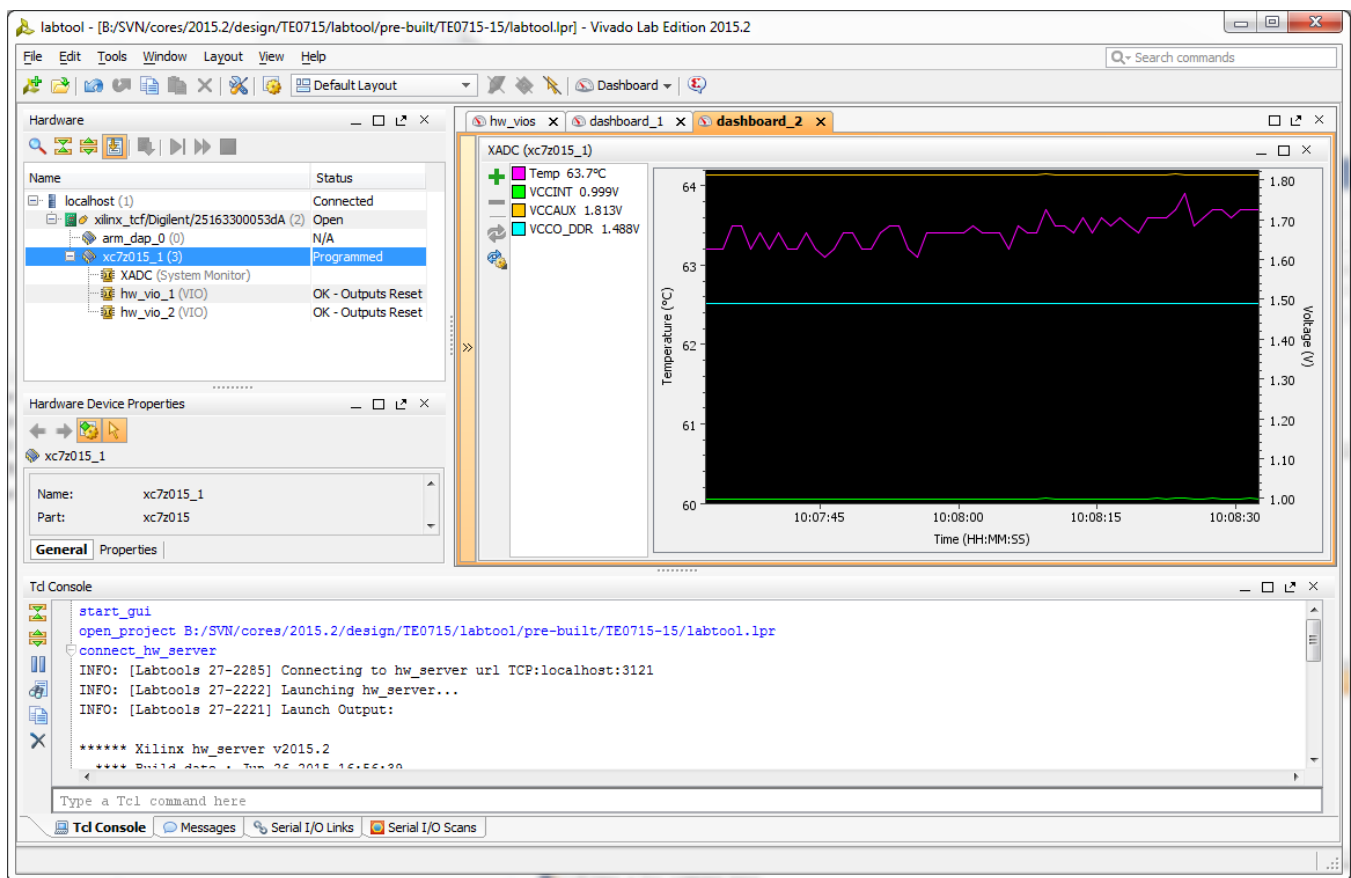 labtool - [B:/SVN/cores/2015.2/design/TE0715/labtool/pre-built/TE0715-15/labtool.lpr] - Vivado Lab Edition 2015.2
File Edit Tools Window Layout View Help
Search commands
Default Layout
Dashboard
Hardware
Name Status
localhost (1) Connected
xilinx_tcf/Digilent/25163300053dA (2) Open
arm_dap_0 (0) N/A
xc7z015_1 (3) Programmed
XADC (System Monitor)
hw_vio_1 (VIO) OK - Outputs Reset
hw_vio_2 (VIO) OK - Outputs Reset
Hardware Device Properties
xc7z015_1
Name: xc7z015_1
Part: xc7z015
General Properties
hw_vios dashboard_1 dashboard_2
XADC (xc7z015_1)
Temp 63.7°C
VCCINT 0.999V
VCCAUX 1.813V
VCCO_DDR 1.488V
Temperature (°C)
64
63
62
61
60
1.80
1.70
1.60
1.50
1.40
1.30
1.20
1.10
1.00
Voltage (V)
10:07:45 10:08:00 10:08:15 10:08:30
Time (HH:MM:SS)
Tcl Console
start_gui
open_project B:/SVN/cores/2015.2/design/TE0715/labtool/pre-built/TE0715-15/labtool.lpr
connect_hw_server
INFO: [Labtools 27-2285] Connecting to hw_server url TCP:localhost:3121
INFO: [Labtools 27-2222] Launching hw_server...
INFO: [Labtools 27-2221] Launch Output:
****** Xilinx hw_server v2015.2
**** Build date : Jun 26 2015-16:56:39
Type a Tcl command here
Tcl Console Messages Serial I/O Links Serial I/O Scans